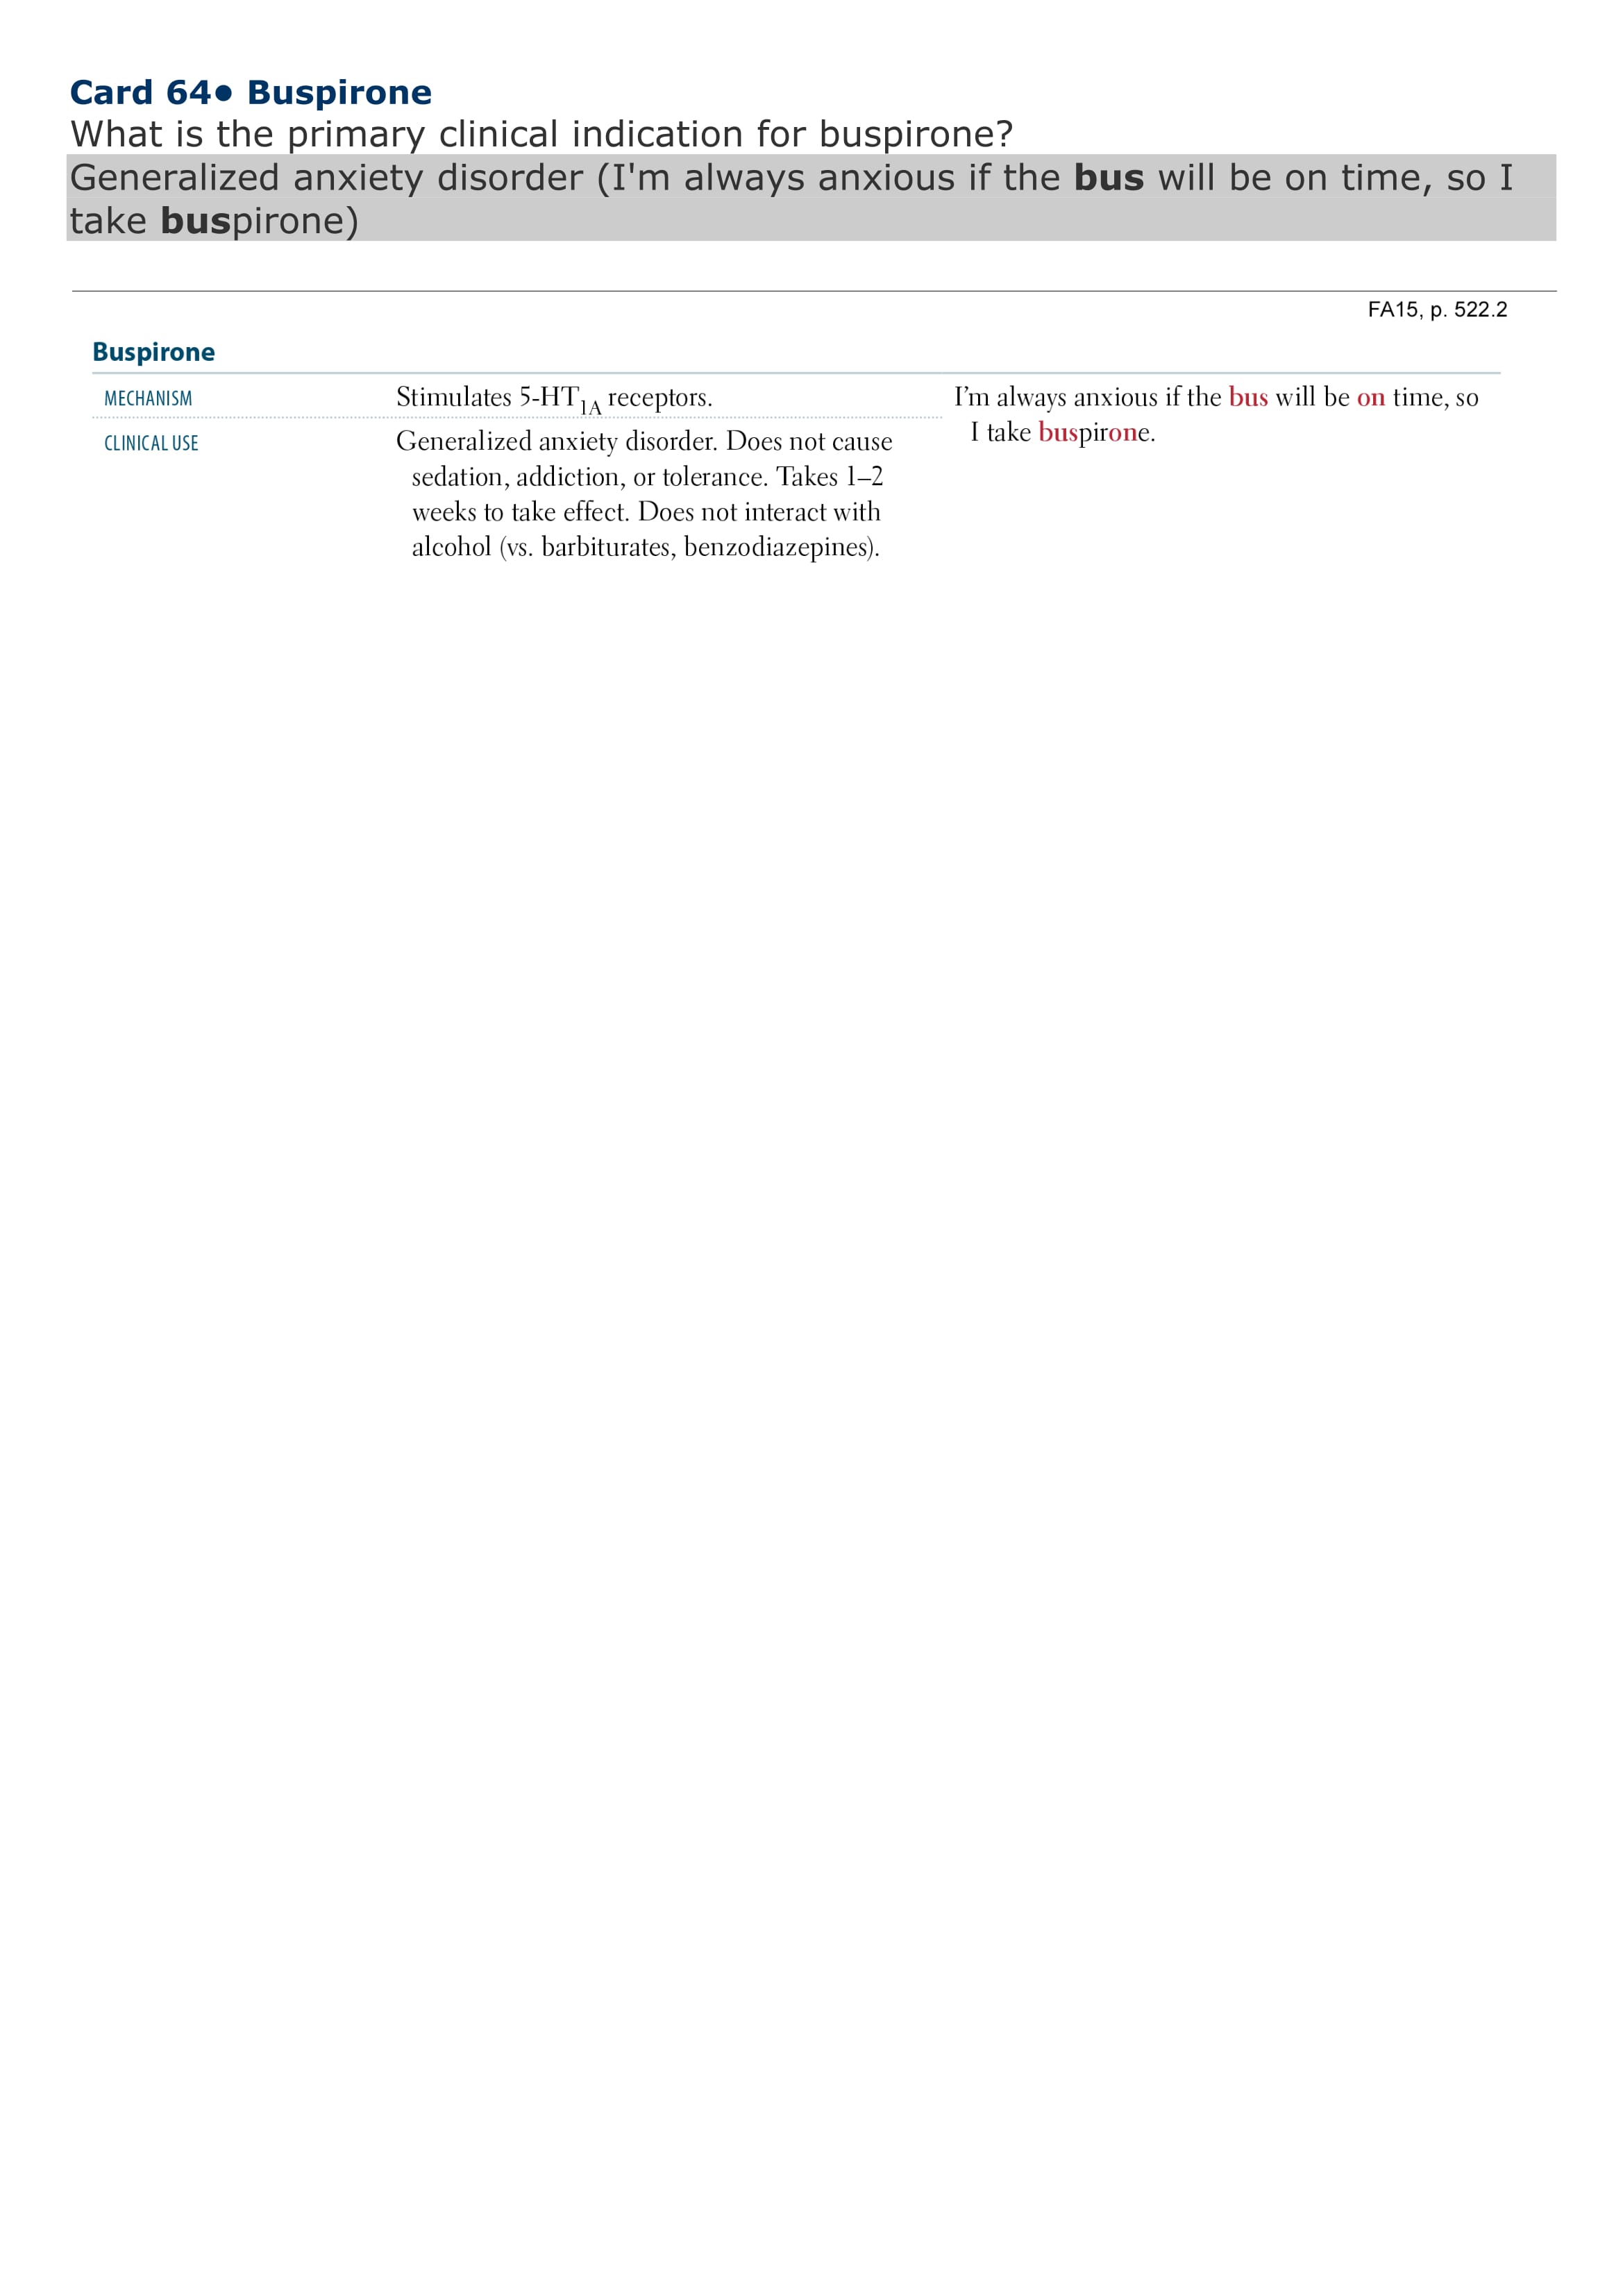 Card 64● Buspirone
What is the primary clinical indication for buspirone?
Generalized anxiety disorder (I'm always anxious if the bus will be on time, so I
take buspirone)
FA15, p. 522.2
Buspirone
MECHANISM
Stimulates 5-HT1A receptors.
I’m always anxious if the bus will be on time, so
I take buspirone.
CLINICAL USE
Generalized anxiety disorder. Does not cause
sedation, addiction, or tolerance. Takes 1–2
weeks to take effect. Does not interact with
alcohol (vs. barbiturates, benzodiazepines).